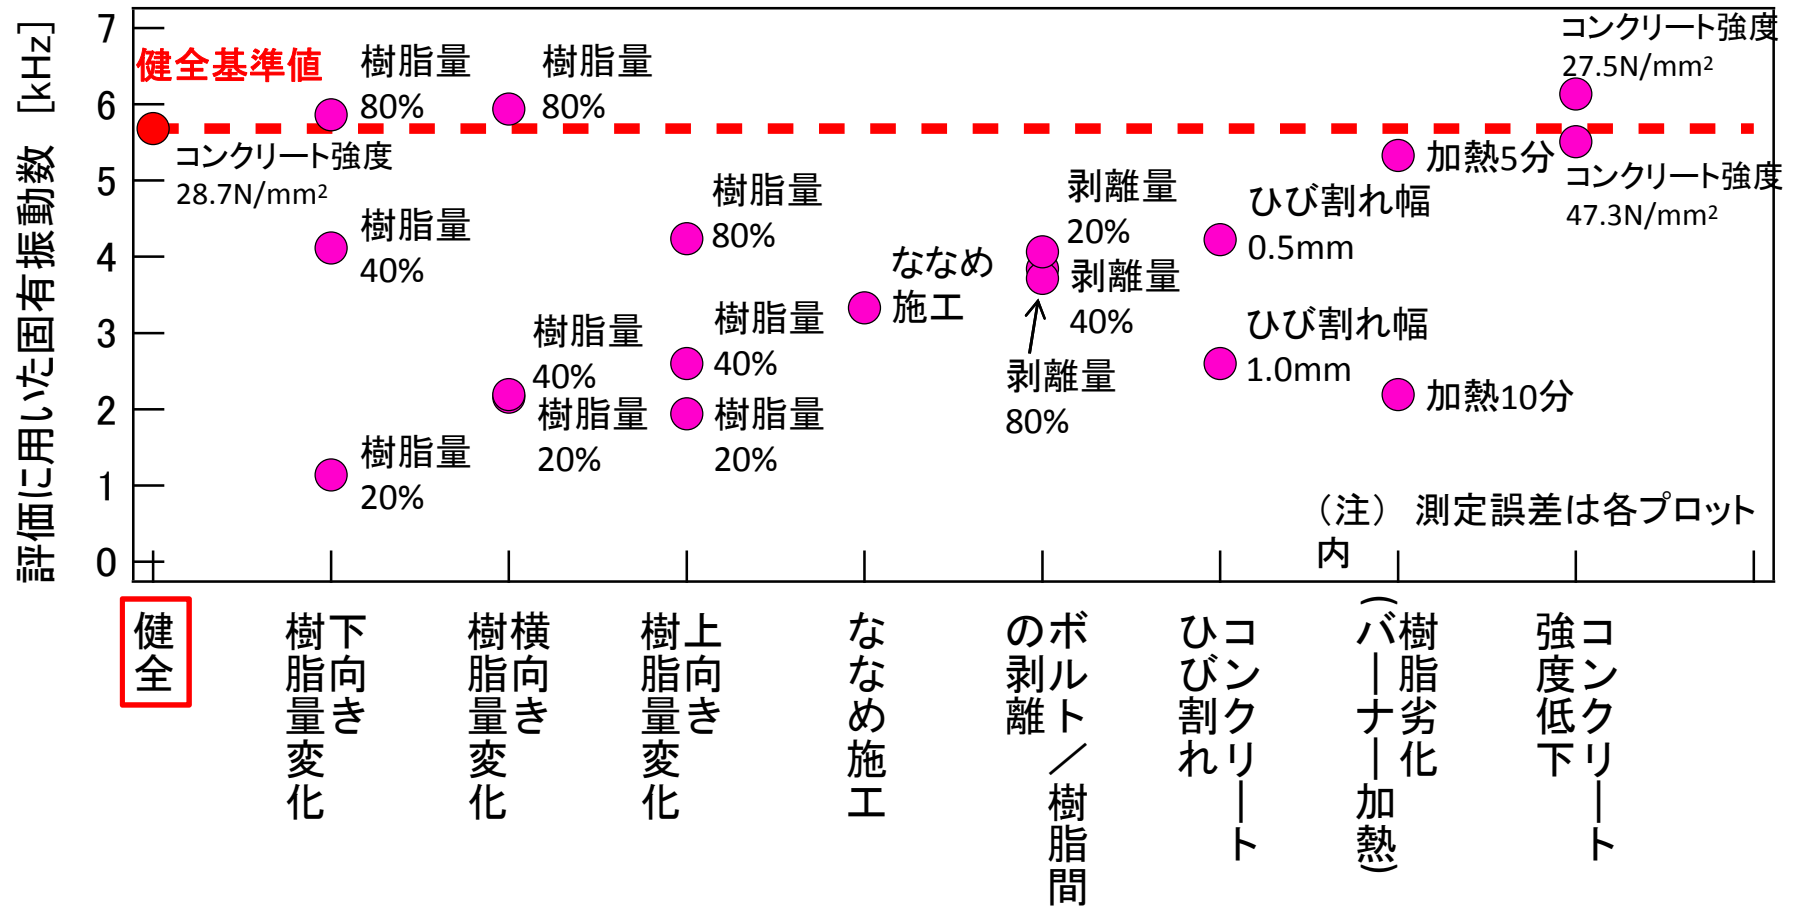 評価に用いた固有振動数 [kHz]
7
6
5
4
3
2
1
0
健全基準値
コンクリート強度
28.7N/mm²
樹脂量
80%
樹脂量
40%
樹脂量
20%
樹脂量
80%
樹脂量
40%
樹脂量
20%
樹脂量
80%
樹脂量
40%
樹脂量
20%
ななめ
施工
剥離量
20%
剥離量
40%
剥離量
80%
ひび割れ幅
0.5mm
ひび割れ幅
1.0mm
加熱5分
加熱10分
コンクリート強度
27.5N/mm²
コンクリート強度
47.3N/mm²
（注） 測定誤差は各プロット
内
健全
下向き
樹脂量変化
横向き
樹脂量変化
上向き
樹脂量変化
ななめ施工
ボルト／樹脂間
の剥離
コンクリート
ひび割れ
樹脂劣化
（バーナー加熱）
コンクリート
強度低下